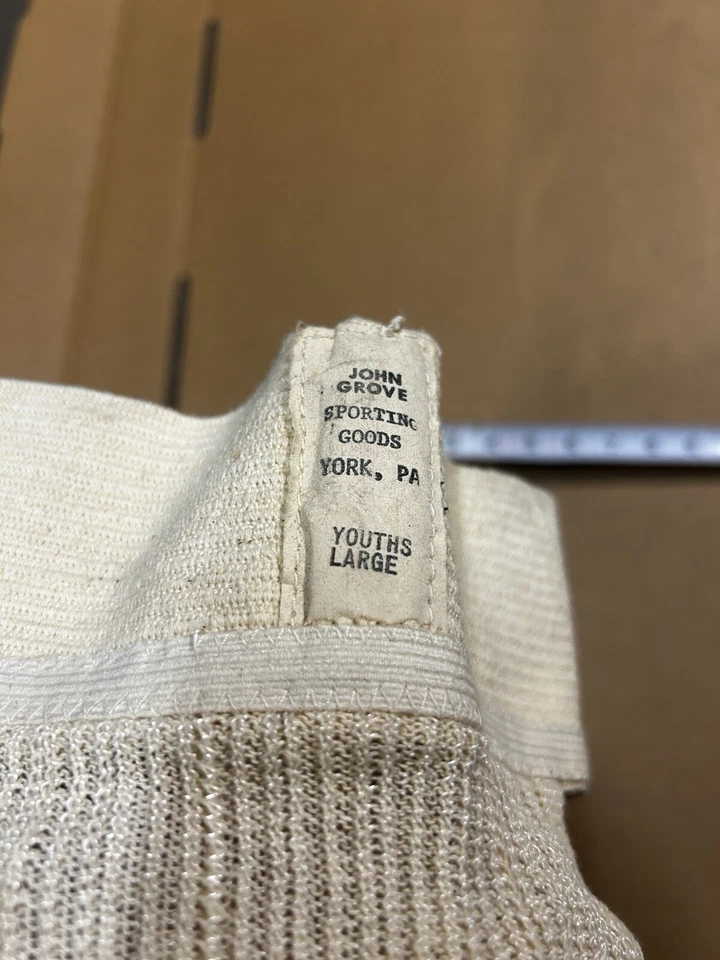 JOHN
GROVE
SPORTING
GOODS
YORK, PA
YOUTHS
LARGE